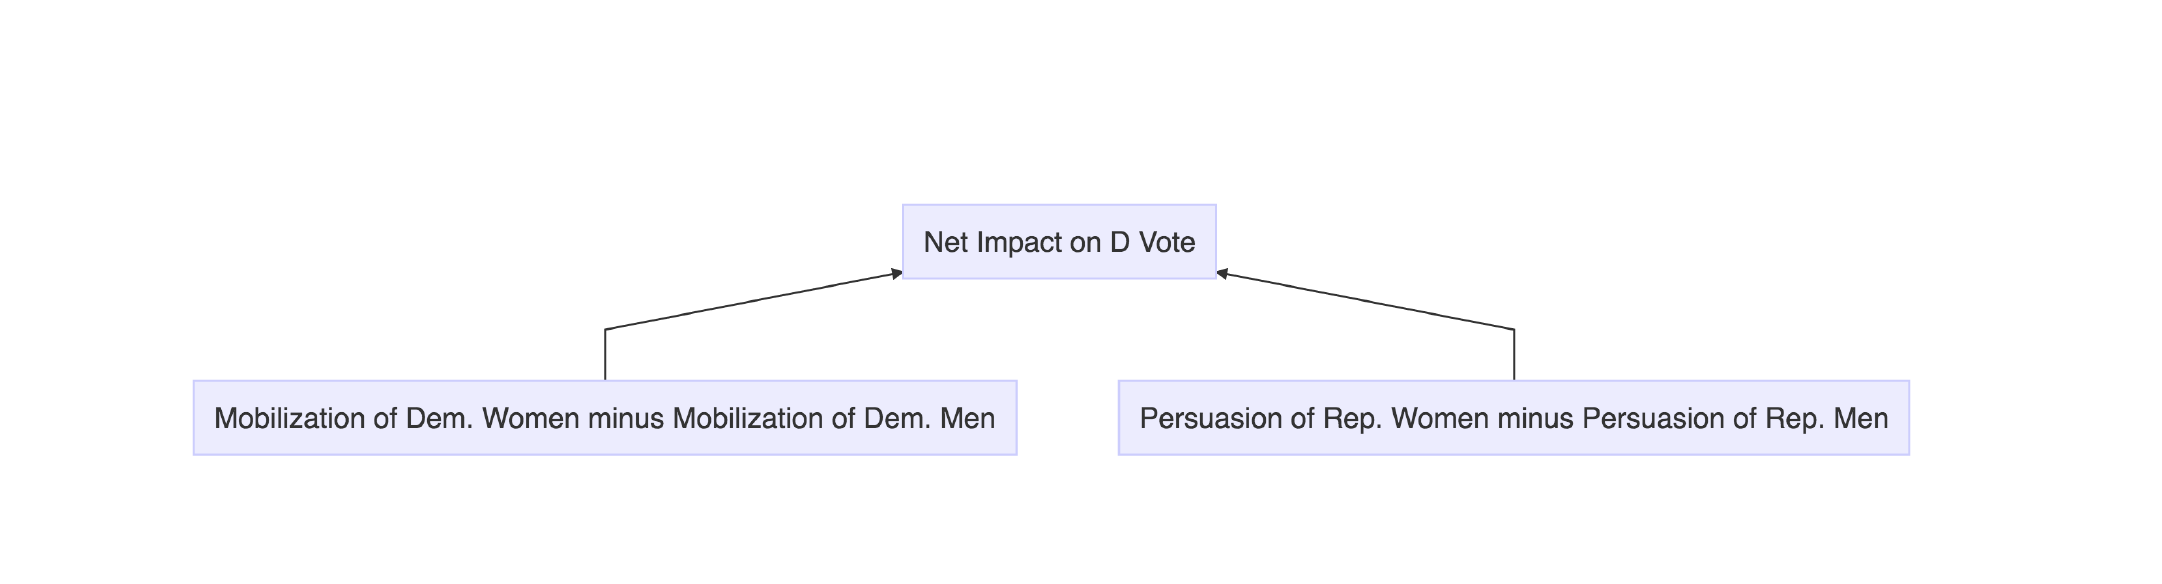 Net Impact on D Vote
Mobilization of Dem. Women minus Mobilization of Dem. Men
Persuasion of Rep. Women minus Persuasion of Rep. Men